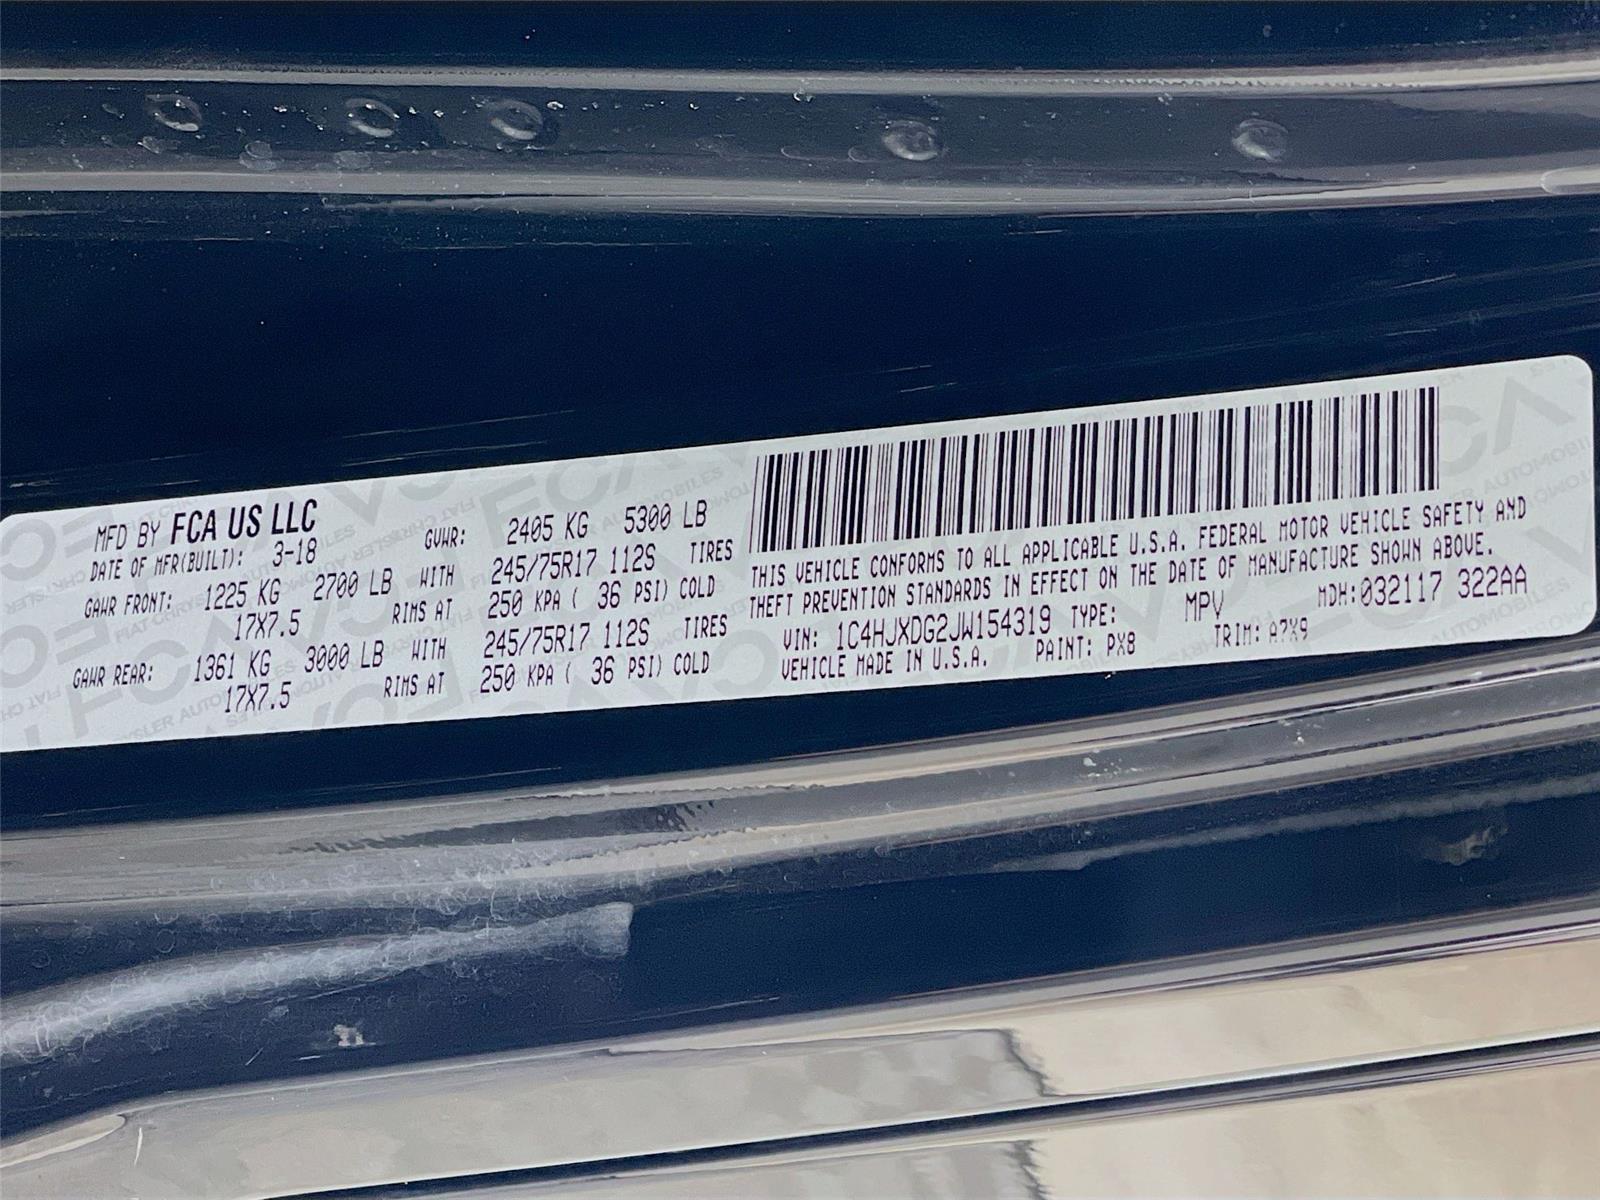 MFD BY FCA US LLC
DATE OF MFR(BUILT): 3-18 GVWR: 2405 KG 5300 LB
GAWR FRONT: 1225 KG 2700 LB WITH 245/75R17 112S TIRES
17X7.5 RIMS AT 250 KPA ( 36 PSI) COLD
GAWR REAR: 1361 KG 3000 LB WITH 245/75R17 112S TIRES
17X7.5 RIMS AT 250 KPA ( 36 PSI) COLD
THIS VEHICLE CONFORMS TO ALL APPLICABLE U.S.A. FEDERAL MOTOR VEHICLE SAFETY AND
THEFT PREVENTION STANDARDS IN EFFECT ON THE DATE OF MANUFACTURE SHOWN ABOVE.
MDH:032117 322AA
VIN: 1C4HJXDG2JW154319 TYPE: MPV
VEHICLE MADE IN U.S.A. PAINT: PX8 TRIM: A7X9